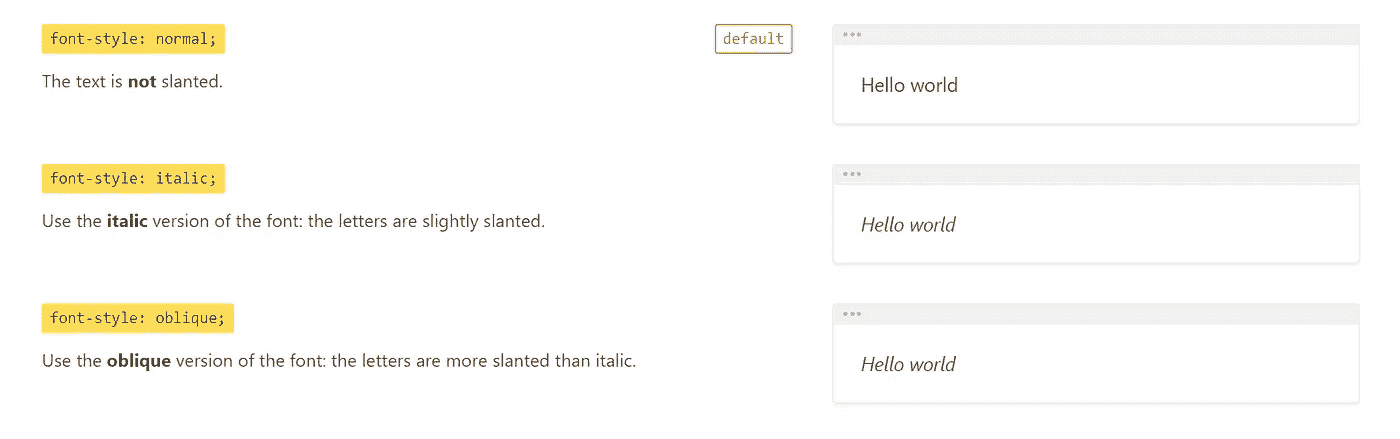 font-style: normal;
default
The text is not slanted.
Hello world
font-style: italic;
Use the italic version of the font: the letters are slightly slanted.
Hello world
font-style: oblique;
Use the oblique version of the font: the letters are more slanted than italic.
Hello world